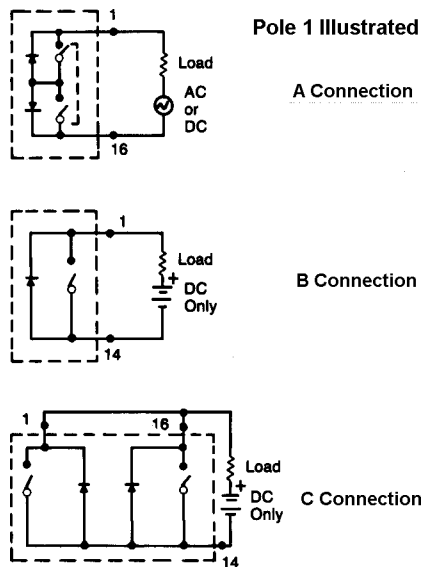 Pole 1 Illustrated
1
Load
AC
or
DC
16
A Connection
1
Load
+
DC
Only
14
B Connection
1
16
Load
+
DC
Only
14
C Connection